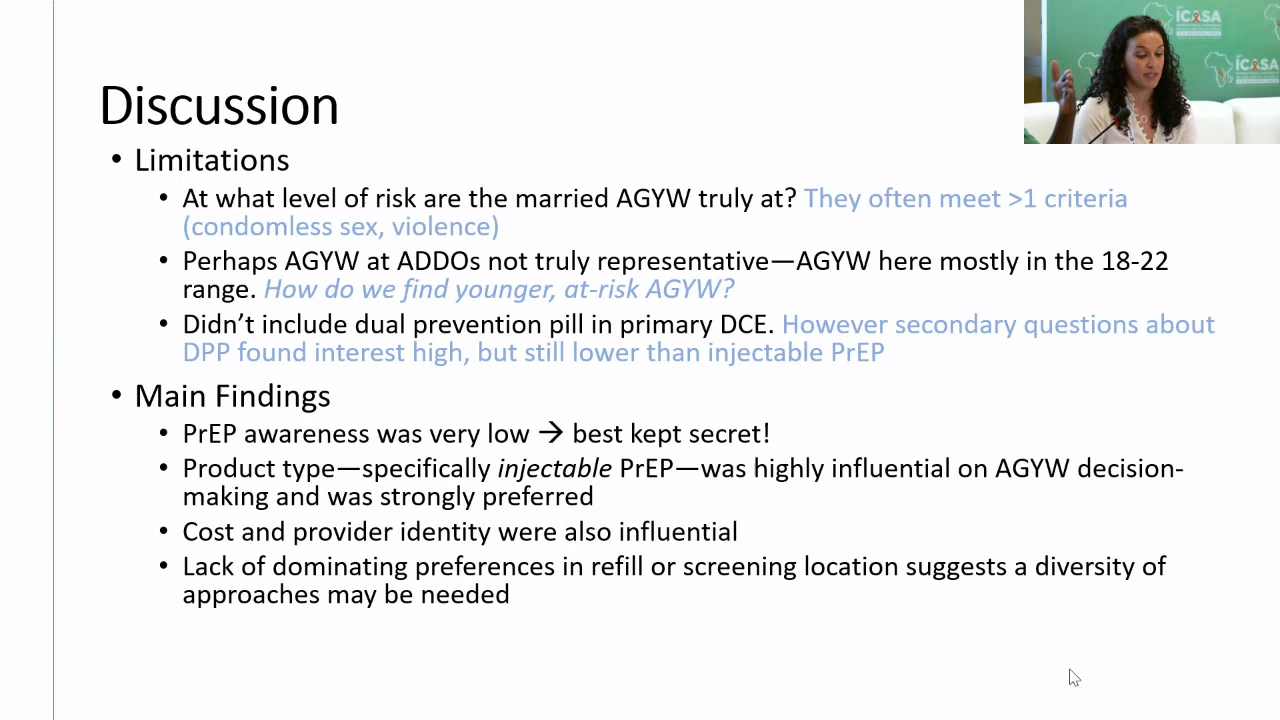 ICASA
ICASA
Discussion
• Limitations
• At what level of risk are the married AGYW truly at? They often meet >1 criteria
(condomless sex, violence)
• Perhaps AGYW at ADDOs not truly representative—AGYW here mostly in the 18-22
range. How do we find younger, at-risk AGYW?
• Didn’t include dual prevention pill in primary DCE. However secondary questions about
DPP found interest high, but still lower than injectable PrEP
• Main Findings
• PrEP awareness was very low → best kept secret!
• Product type—specifically injectable PrEP—was highly influential on AGYW decision-
making and was strongly preferred
• Cost and provider identity were also influential
• Lack of dominating preferences in refill or screening location suggests a diversity of
approaches may be needed